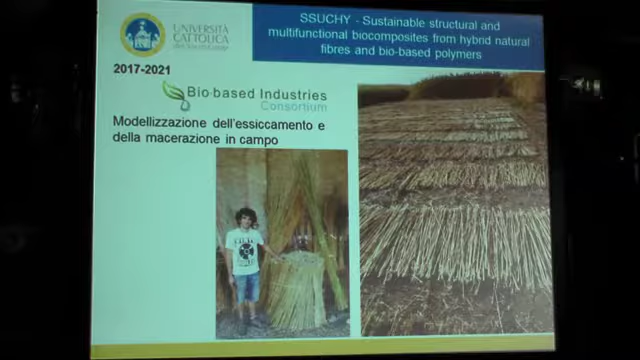 UNIVERSITÀ
CATTOLICA
del Sacro Cuore
SSUCHY - Sustainable structural and
multifunctional biocomposites from hybrid natural
fibres and bio-based polymers
2017-2021
Bio-based Industries
Consortium
Modellizzazione dell'essiccamento e
della macerazione in campo